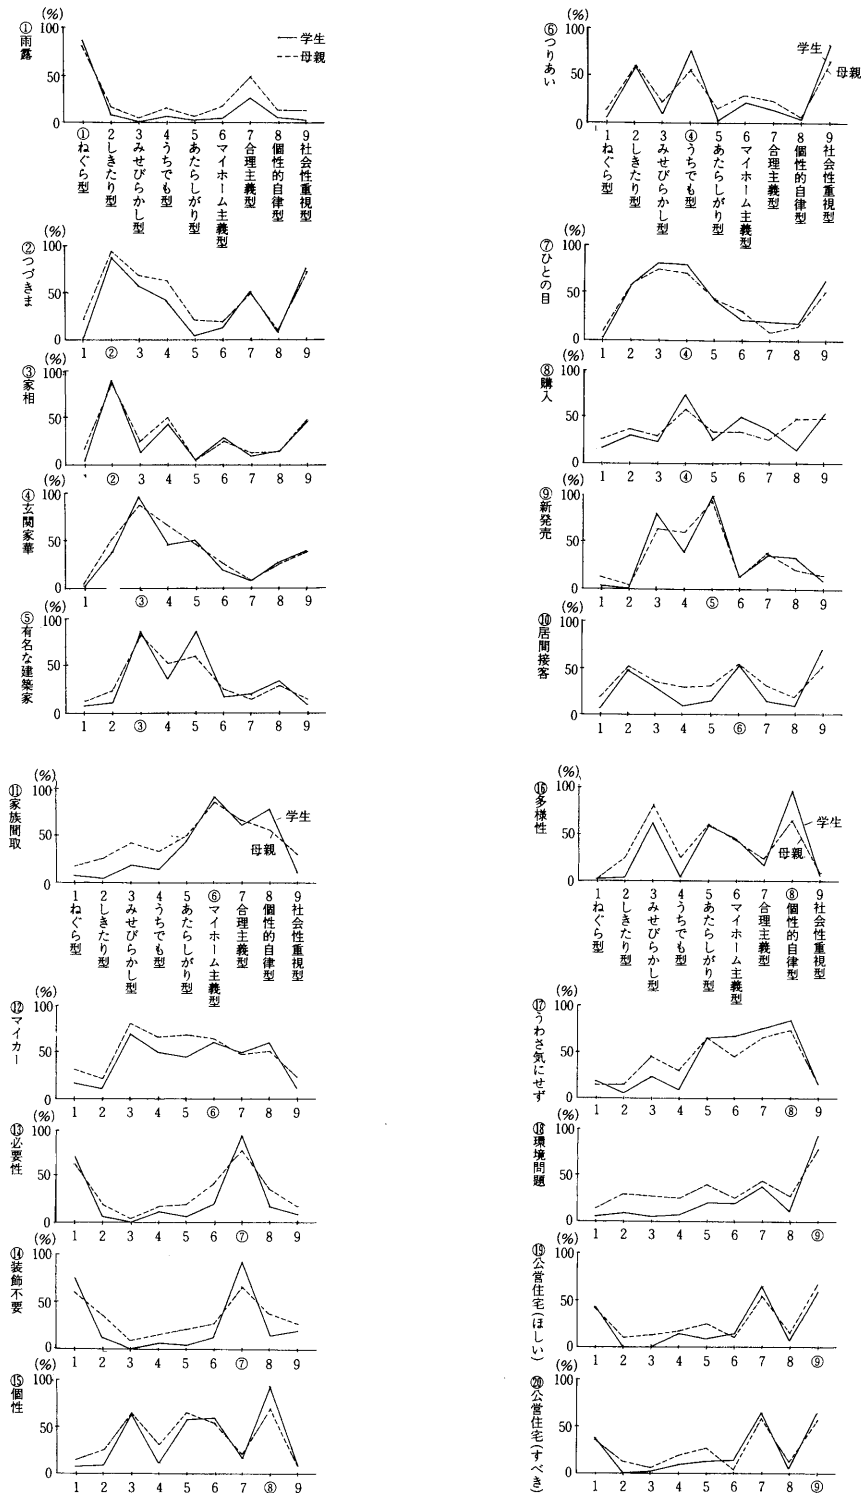 ①雨露
(%)
100
50
0
学生
母親
①ねぐら型
2しきたり型
3みせびらかし型
4うちでも型
5あたらしがり型
6マイホーム主義型
7合理主義型
8個性的自律型
9社会性重視型
②つづきま
(%)
100
50
0
1 ② 3 4 5 6 7 8 9
③家相
(%)
100
50
0
1 ② 3 4 5 6 7 8 9
④玄関豪華
(%)
100
50
0
1 ③ 4 5 6 7 8 9
⑤有名な建築家
(%)
100
50
0
1 2 ③ 4 5 6 7 8 9
⑥つりあい
(%)
100
50
0
学生
母親
1ねぐら型
2しきたり型
3みせびらかし型
④うちでも型
5あたらしがり型
6マイホーム主義型
7合理主義型
8個性的自律型
9社会性重視型
⑦ひとの目
(%)
100
50
0
1 2 3 ④ 5 6 7 8 9
⑧購入
(%)
100
50
0
1 2 3 ④ 5 6 7 8 9
⑨新発売
(%)
100
50
0
1 2 3 4 ⑤ 6 7 8 9
⑩居間接客
(%)
100
50
0
1 2 3 4 5 ⑥ 7 8 9
⑪家族間取
(%)
100
50
0
学生
母親
1ねぐら型
2しきたり型
3みせびらかし型
4うちでも型
5あたらしがり型
⑥マイホーム主義型
7合理主義型
8個性的自律型
9社会性重視型
⑫マイカー
(%)
100
50
0
1 2 3 4 5 ⑥ 7 8 9
⑬必要性
(%)
100
50
0
1 2 3 4 5 6 ⑦ 8 9
⑭装飾不要
(%)
100
50
0
1 2 3 4 5 6 ⑦ 8 9
⑮個性
(%)
100
50
0
1 2 3 4 5 6 7 ⑧ 9
⑯多様性
(%)
100
50
0
学生
母親
1ねぐら型
2しきたり型
3みせびらかし型
4うちでも型
5あたらしがり型
6マイホーム主義型
7合理主義型
⑧個性的自律型
9社会性重視型
⑰うわさ気にせず
(%)
100
50
0
1 2 3 4 5 6 7 ⑧ 9
⑱環境問題
(%)
100
50
0
1 2 3 4 5 6 7 8 ⑨
⑲公営住宅(ほしい)
(%)
100
50
0
1 2 3 4 5 6 7 8 ⑨
⑳公営住宅(すべき)
(%)
100
50
0
1 2 3 4 5 6 7 8 ⑨